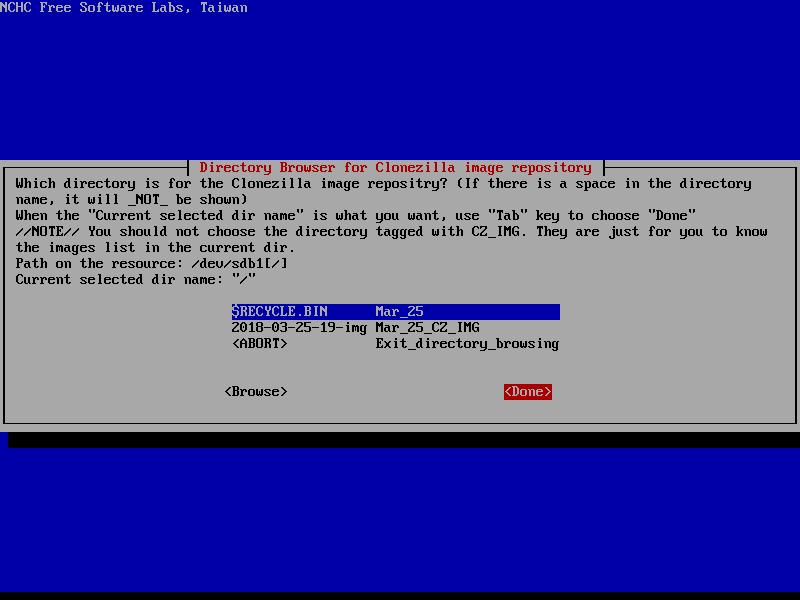 NCHC Free Software Labs, Taiwan
Directory Browser for Clonezilla image repository
Which directory is for the Clonezilla image repositry? (If there is a space in the directory
name, it will _NOT_ be shown)
When the "Current selected dir name" is what you want, use "Tab" key to choose "Done"
//NOTE// You should not choose the directory tagged with CZ_IMG. They are just for you to know
the images list in the current dir.
Path on the resource: /dev/sdb1[/]
Current selected dir name: "/"
$RECYCLE.BIN Mar_25
2018-03-25-19-img Mar_25_CZ_IMG
<ABORT> Exit_directory_browsing
<Browse> <Done>